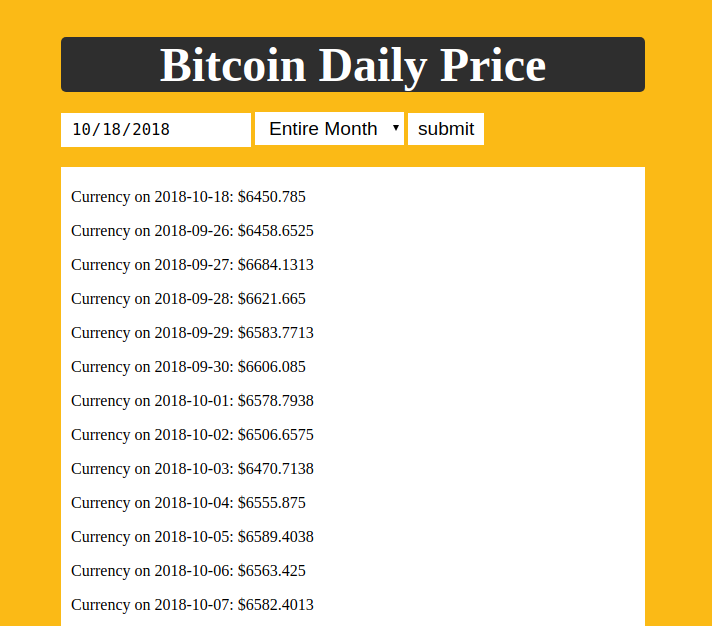 Bitcoin Daily Price
10/18/2018 Entire Month submit
Currency on 2018-10-18: $6450.785
Currency on 2018-09-26: $6458.6525
Currency on 2018-09-27: $6684.1313
Currency on 2018-09-28: $6621.665
Currency on 2018-09-29: $6583.7713
Currency on 2018-09-30: $6606.085
Currency on 2018-10-01: $6578.7938
Currency on 2018-10-02: $6506.6575
Currency on 2018-10-03: $6470.7138
Currency on 2018-10-04: $6555.875
Currency on 2018-10-05: $6589.4038
Currency on 2018-10-06: $6563.425
Currency on 2018-10-07: $6582.4013